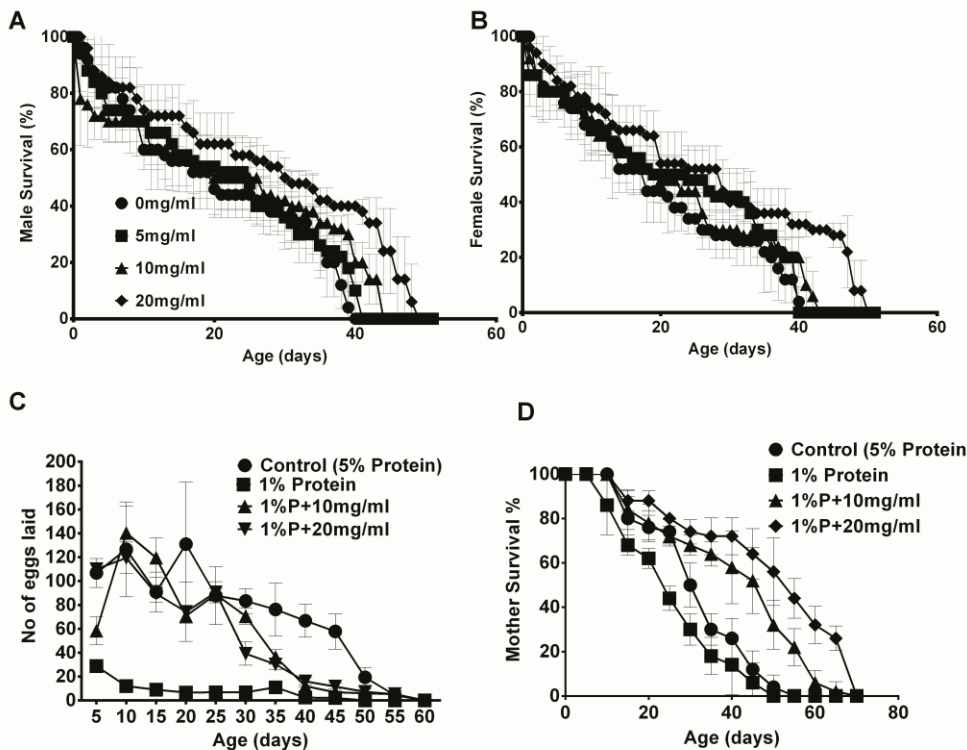 A
Male Survival (%)
100
80
60
40
20
0
0mg/ml
5mg/ml
10mg/ml
20mg/ml
0 20 40 60
Age (days)
B
Female Survival (%)
100
80
60
40
20
0
0 20 40 60
Age (days)
C
No of eggs laid
200
180
160
140
120
100
80
60
40
20
0
Control (5% Protein)
1% Protein
1%P+10mg/ml
1%P+20mg/ml
5 10 15 20 25 30 35 40 45 50 55 60
Age (days)
D
Mother Survival %
100
80
60
40
20
0
Control (5% Protein
1% Protein
1%P+10mg/ml
1%P+20mg/ml
0 20 40 60 80
Age (days)